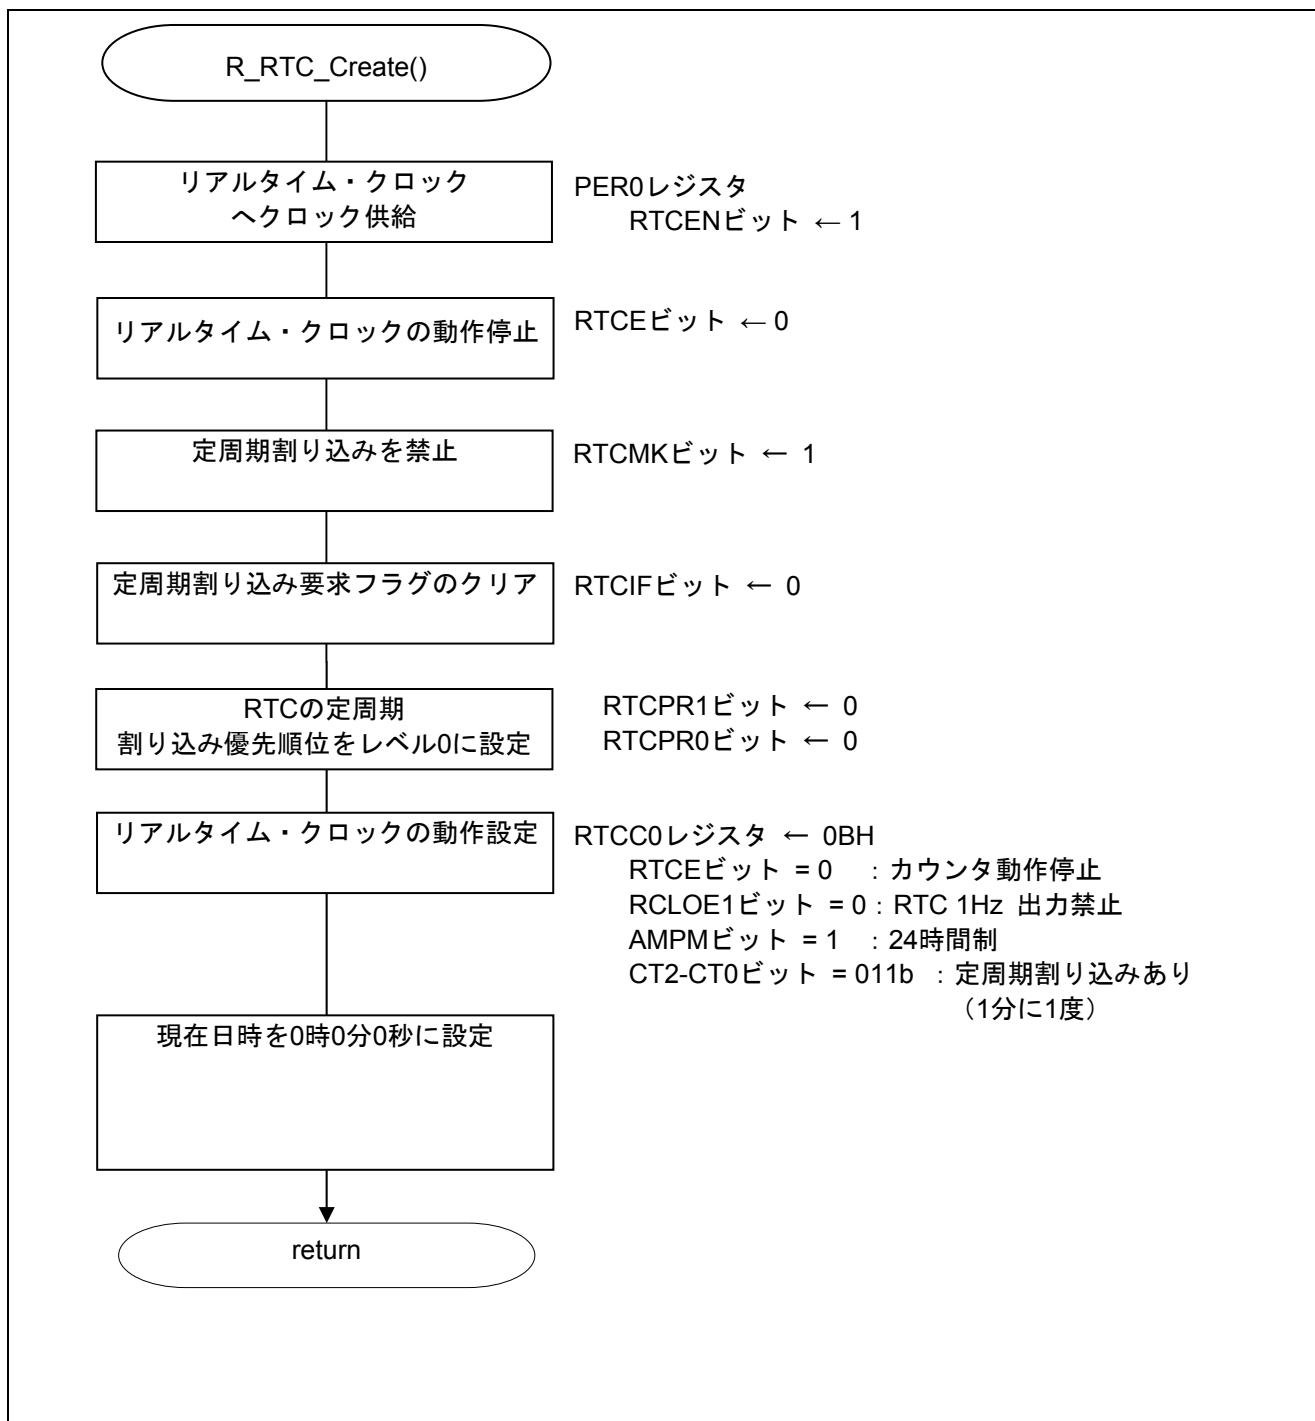 R_RTC_Create()
リアルタイム・クロック
へクロック供給
PER0レジスタ
RTCENビット ← 1
リアルタイム・クロックの動作停止
RTCEビット ← 0
定周期割り込みを禁止
RTCMKビット ← 1
定周期割り込み要求フラグのクリア
RTCIFビット ← 0
RTCの定周期
割り込み優先順位をレベル0に設定
RTCPR1ビット ← 0
RTCPR0ビット ← 0
リアルタイム・クロックの動作設定
RTCC0レジスタ ← 0BH
RTCEビット = 0 : カウンタ動作停止
RCLOE1ビット = 0 : RTC 1Hz 出力禁止
AMPMビット = 1 : 24時間制
CT2-CT0ビット = 011b : 定周期割り込みあり
（1分に1度）
現在日時を0時0分0秒に設定
return